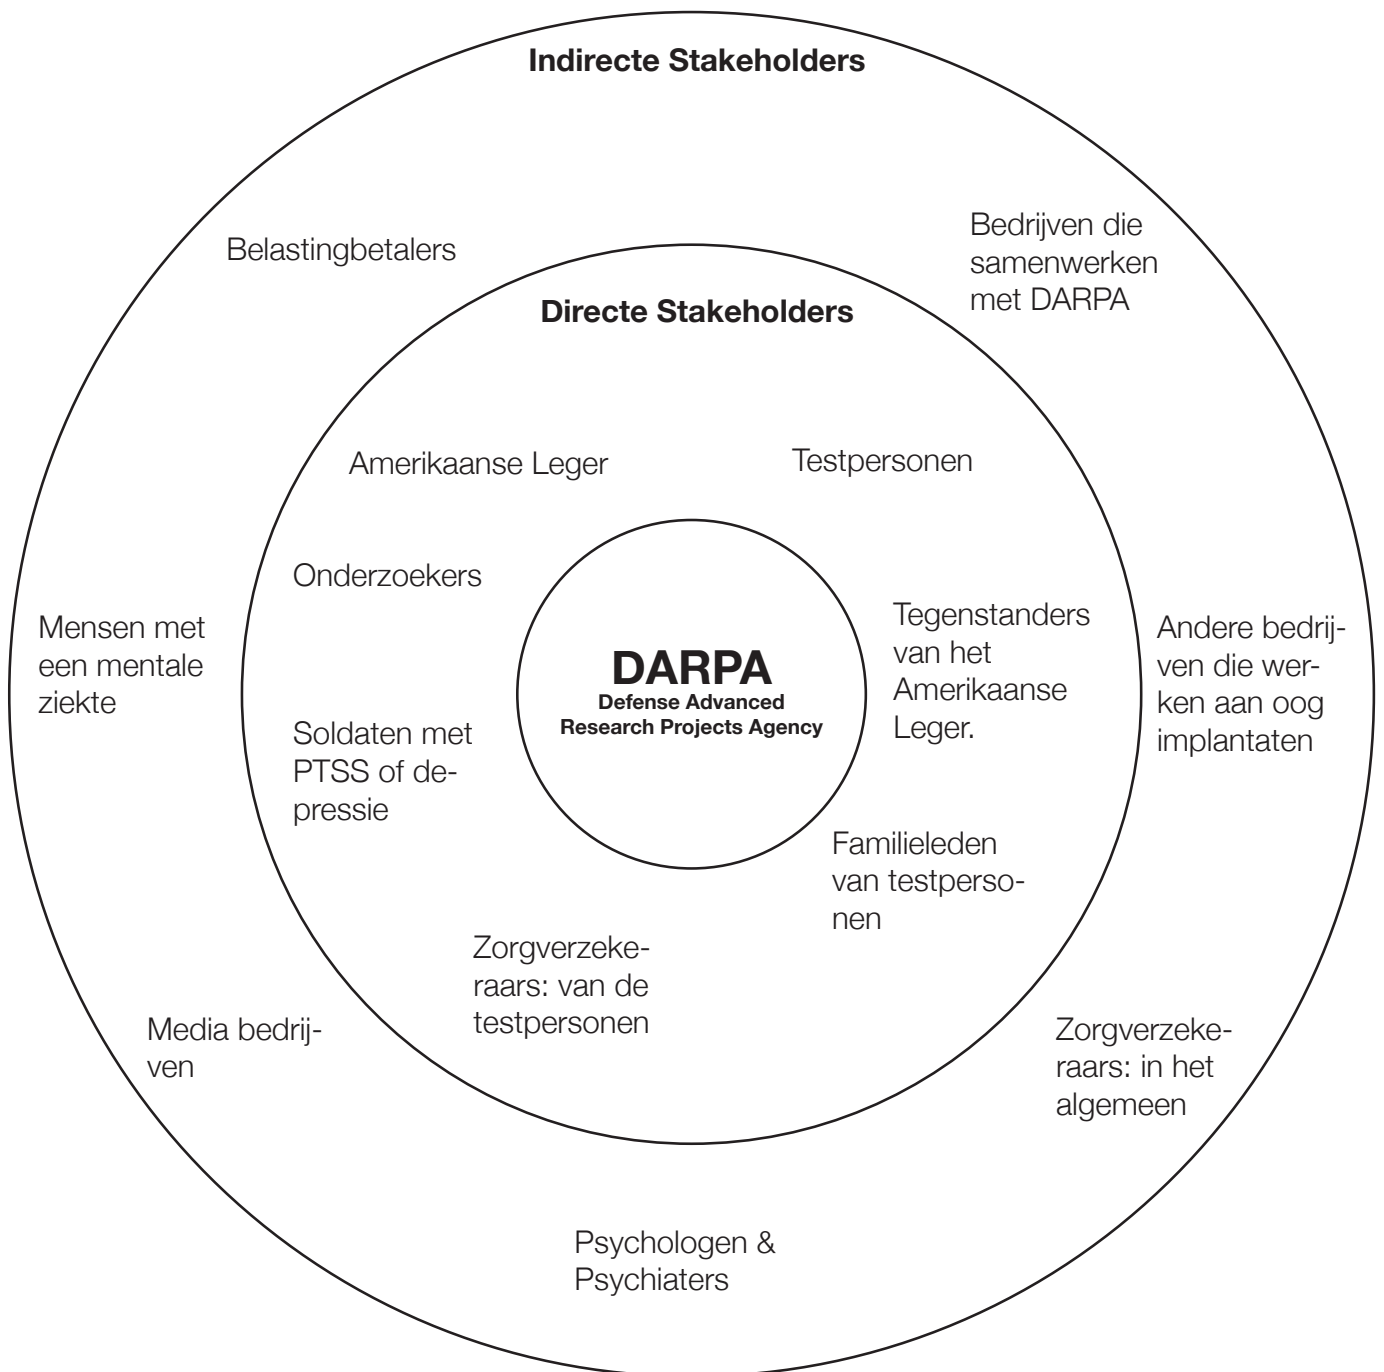 Indirecte Stakeholders
Belastingbetalers
Bedrijven die
samenwerken
met DARPA
Directe Stakeholders
Amerikaanse Leger
Testpersonen
Onderzoekers
Mensen met
een mentale
ziekte
DARPA
Defense Advanced
Research Projects Agency
Tegenstanders
van het
Amerikaanse
Leger.
Andere bedrij-
ven die wer-
ken aan oog
implantaten
Soldaten met
PTSS of de-
pressie
Familieleden
van testperso-
nen
Zorgverzeke-
raars: van de
testpersonen
Media bedrij-
ven
Zorgverzeke-
raars: in het
algemeen
Psychologen &
Psychiaters